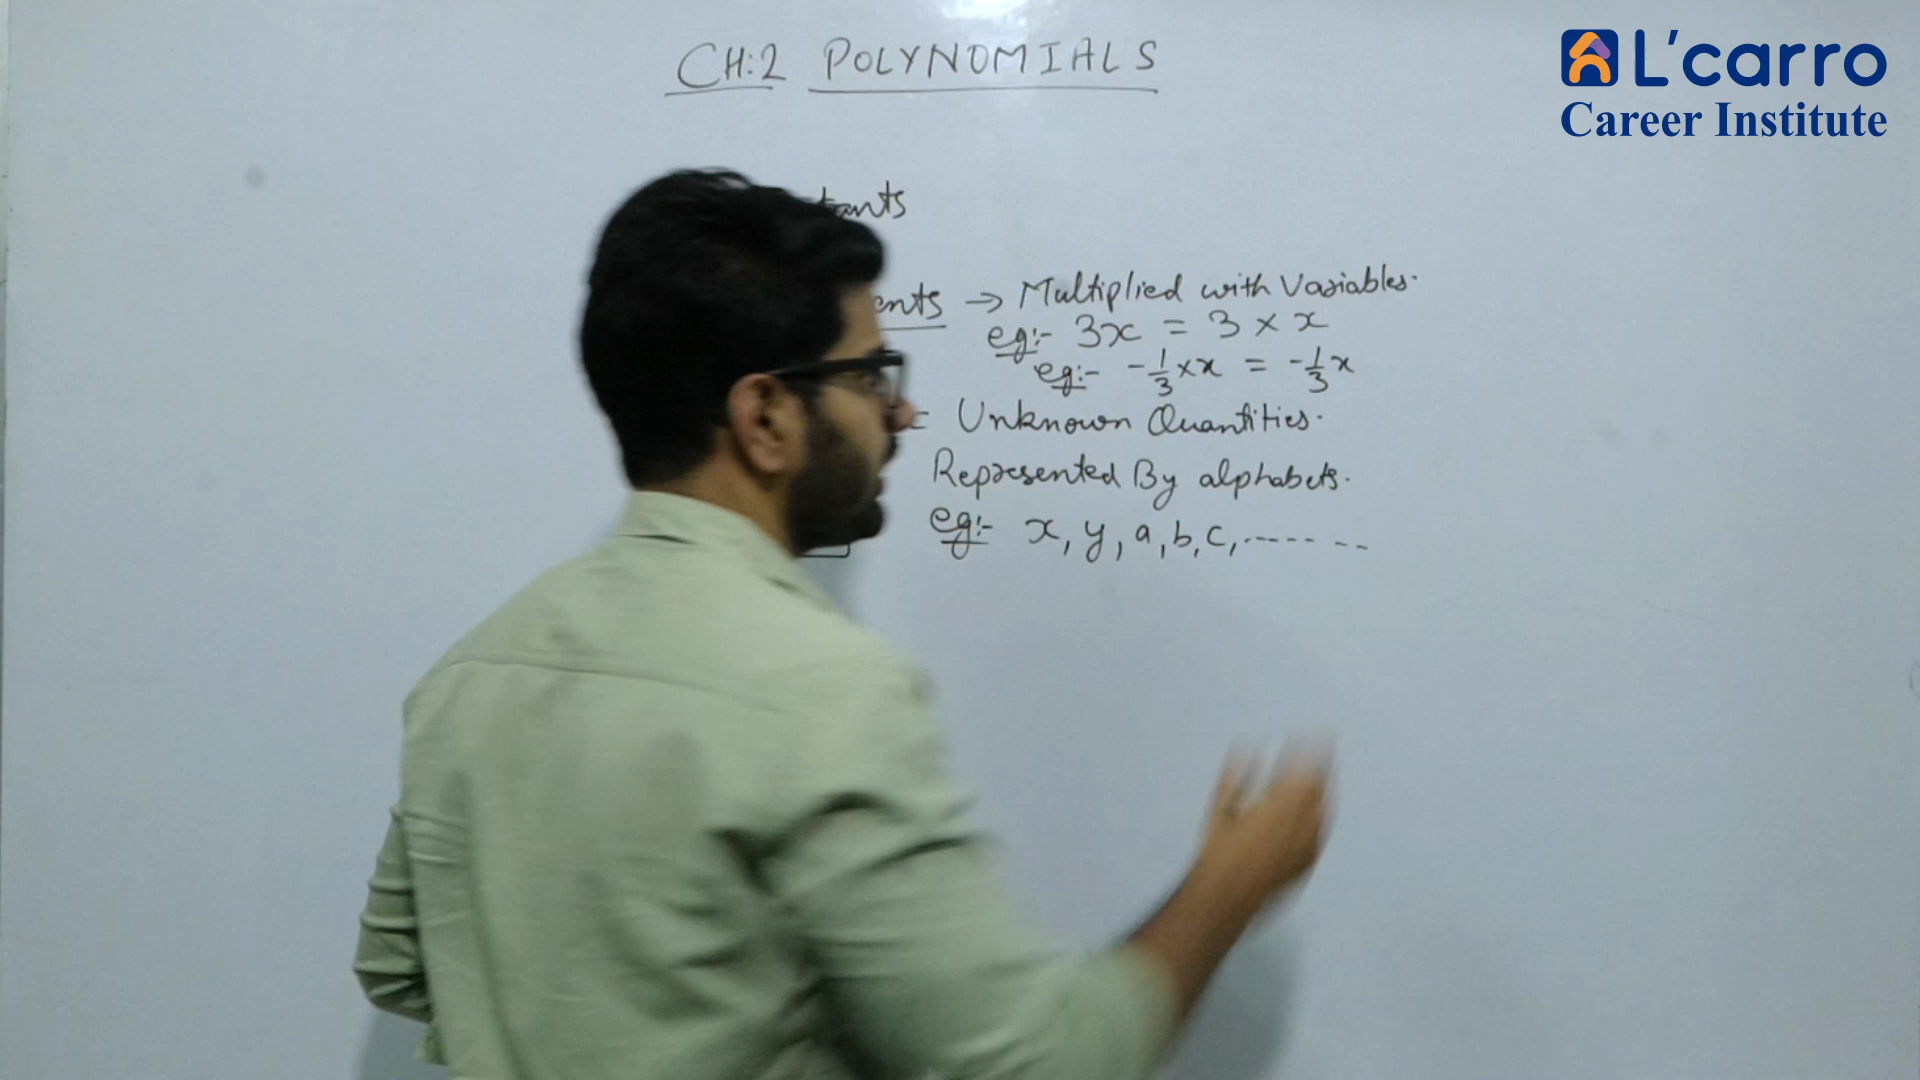 CH:2 POLYNOMIALS
L'carro
Career Institute
tants
ents → Multiplied with Variables.
eg:- 3x = 3 × x
eg:- -1/3 × x = -1/3 x
= Unknown Quantities.
Represented By alphabets.
eg:- x, y, a, b, c, ------ --